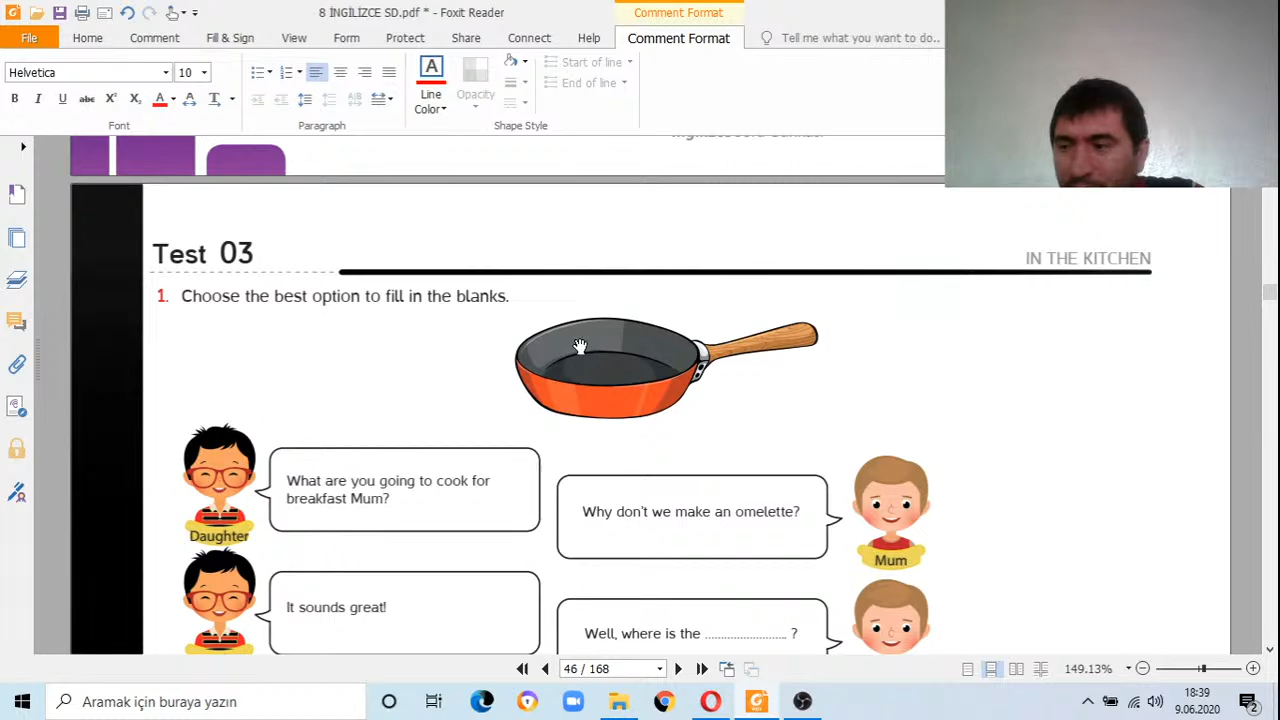 8 İNGİLİZCE SD.pdf * - Foxit Reader
Comment Format
File
Home
Comment
Fill & Sign
View
Form
Protect
Share
Connect
Help
Comment Format
Tell me what you want to do..
Helvetica
10
Font
Paragraph
Line
Color
Opacity
Start of line
End of line
Shape Style
Test 03
IN THE KITCHEN
1. Choose the best option to fill in the blanks.
What are you going to cook for
breakfast Mum?
Daughter
Why don't we make an omelette?
Mum
It sounds great!
Well, where is the ........................... ?
46 / 168
149.13%
Aramak için buraya yazın
18:39
9.06.2020
2